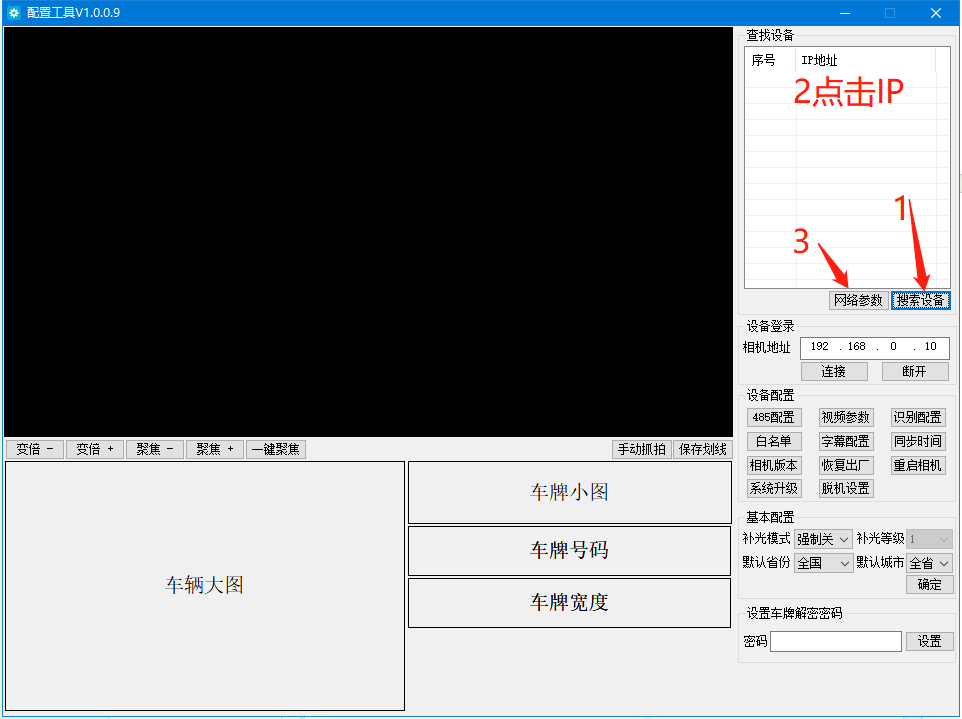 配置工具V1.0.0.9
查找设备
序号 IP地址
2点击IP
1
3
网络参数 搜索设备
设备登录
相机地址 192 . 168 . 0 . 10
连接 断开
设备配置
485配置 视频参数 识别配置
白名单 字幕配置 同步时间
相机版本 恢复出厂 重启相机
系统升级 脱机设置
基本配置
补光模式 强制关 补光等级 1
默认省份 全国 默认城市 全省
确定
设置车牌解密密码
密码 设置
变倍 - 变倍 + 聚焦 - 聚焦 + 一键聚焦 手动抓拍 保存划线
车辆大图
车牌小图
车牌号码
车牌宽度